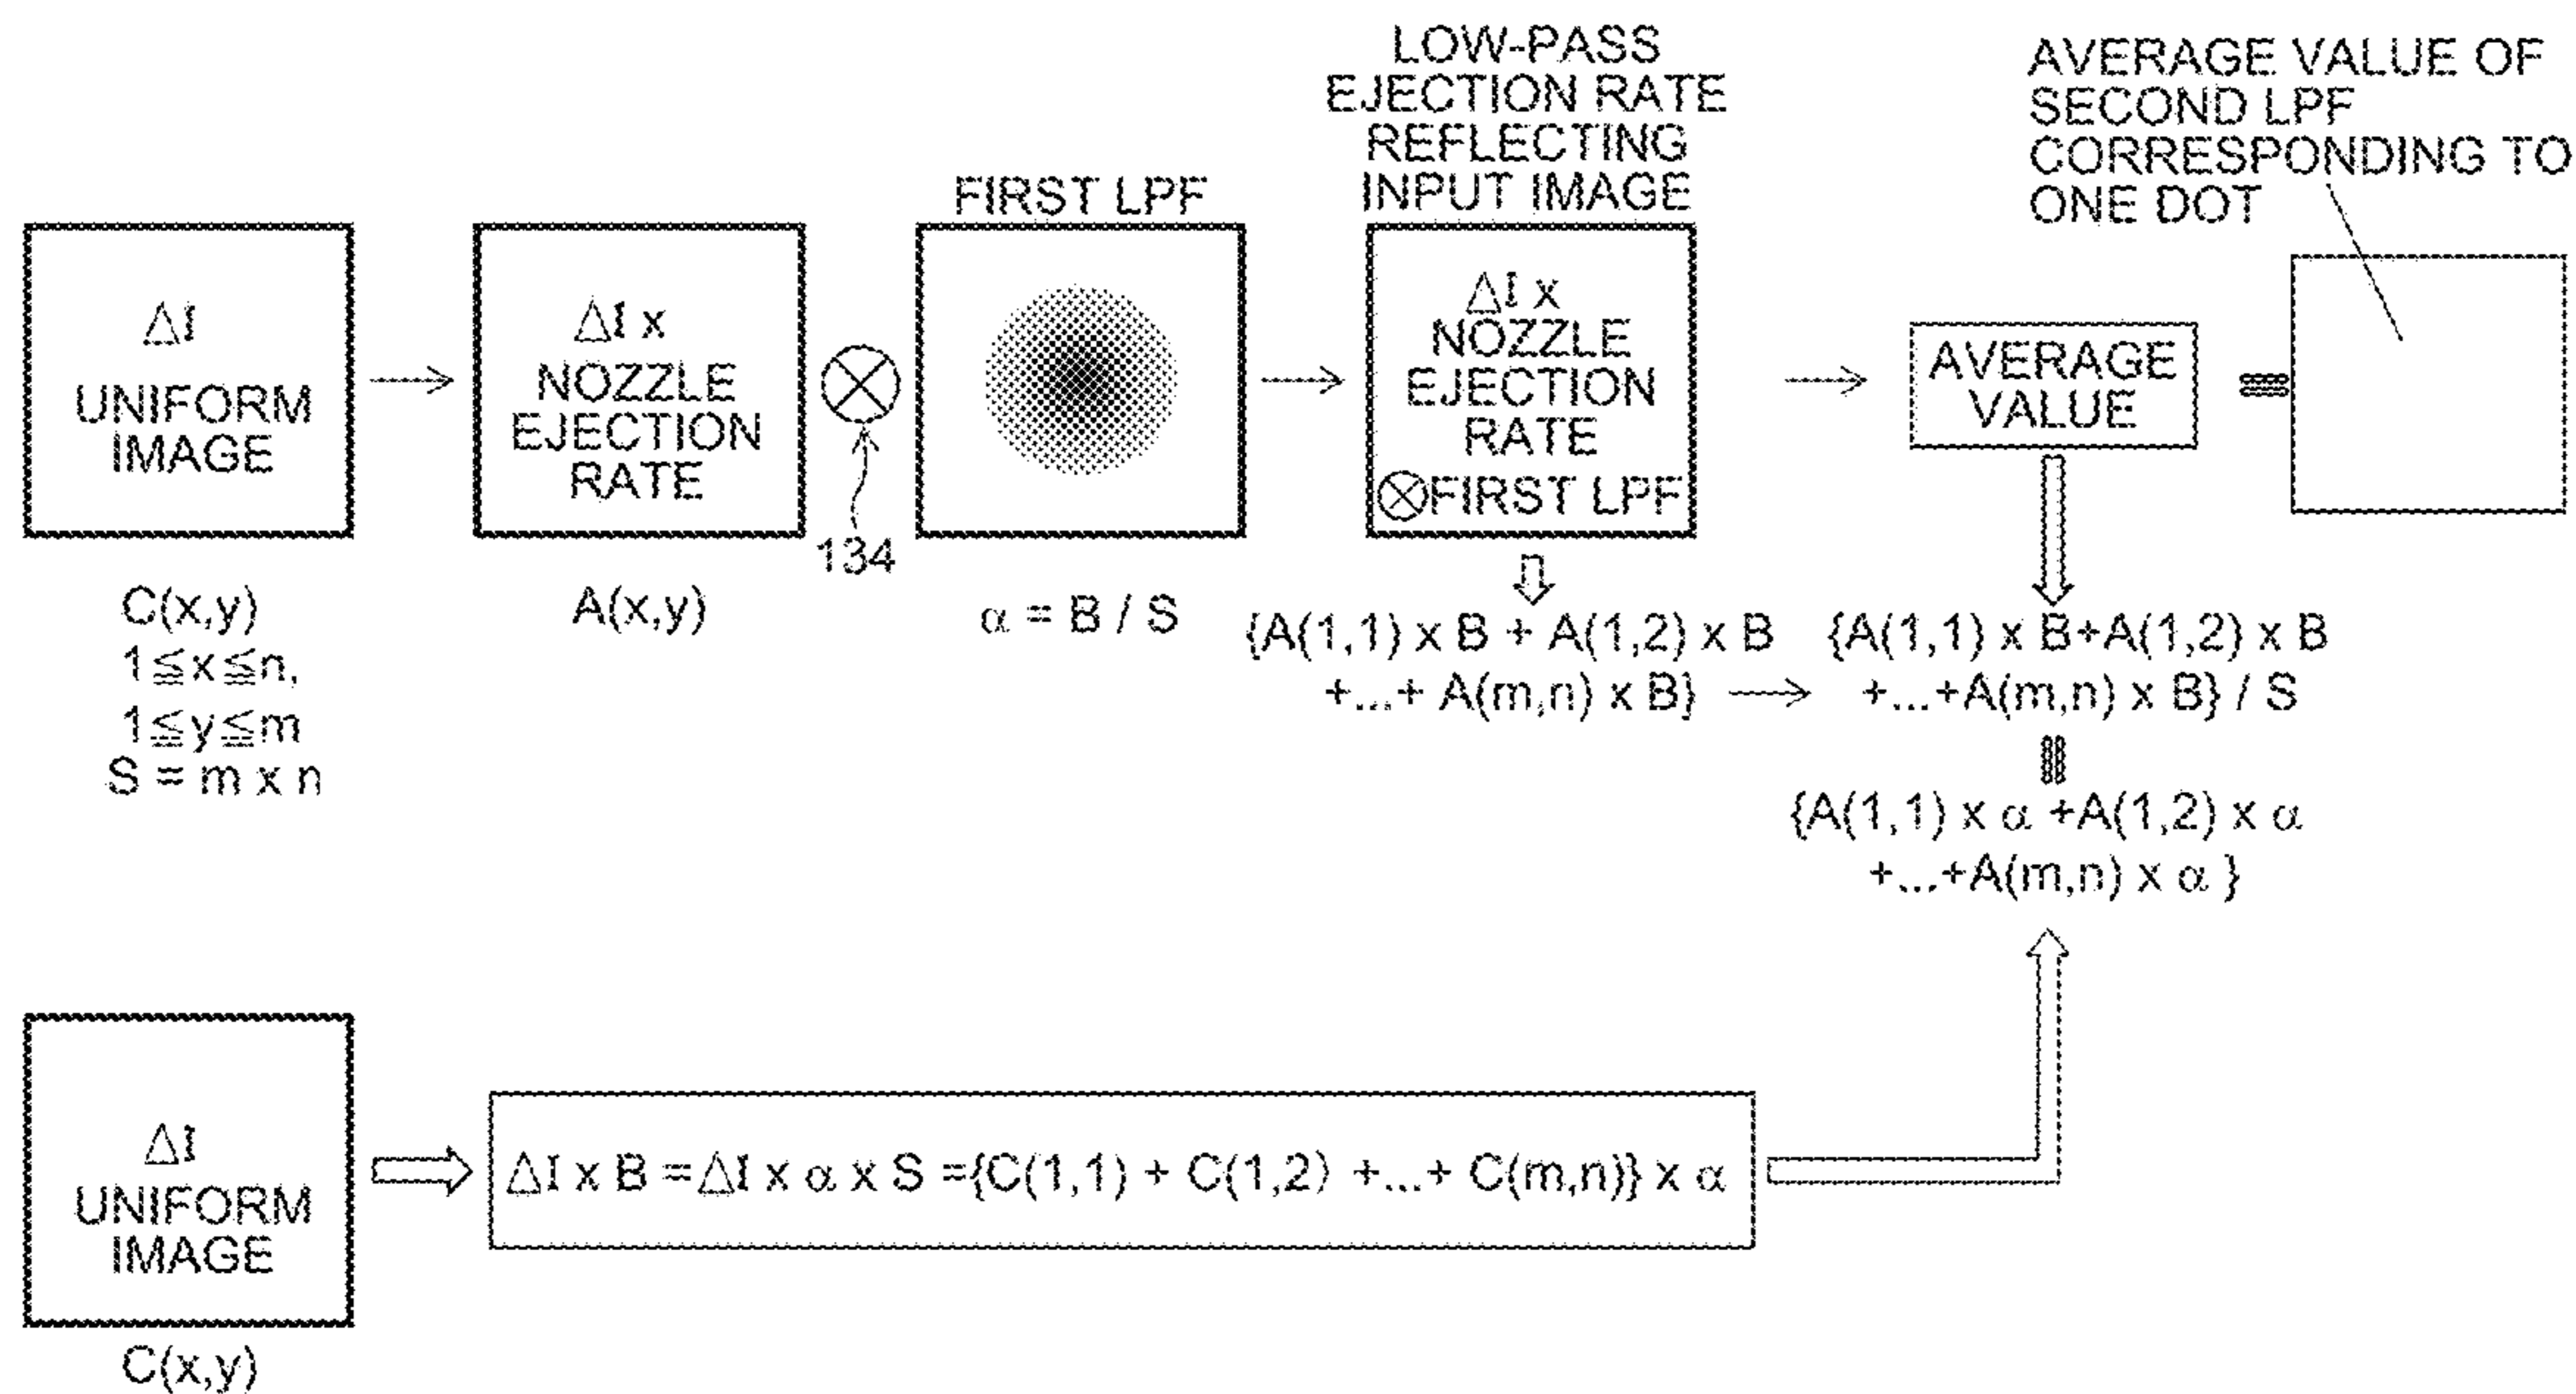 LOW-PASS
EJECTION RATE
REFLECTING
INPUT IMAGE
AVERAGE VALUE OF
SECOND LPF
CORRESPONDING TO
ONE DOT
FIRST LPF
ΔI
UNIFORM
IMAGE
ΔI x
NOZZLE
EJECTION
RATE
134
ΔI x
NOZZLE
EJECTION
RATE
⊗FIRST LPF
AVERAGE
VALUE
C(x,y)
1≦x≦n,
1≦y≦m
S = m x n
A(x,y)
α = B / S
{A(1,1) x B + A(1,2) x B
+...+ A(m,n) x B}
{A(1,1) x B+A(1,2) x B
+...+A(m,n) x B} / S
{A(1,1) x α +A(1,2) x α
+...+A(m,n) x α }
ΔI
UNIFORM
IMAGE
C(x,y)
ΔI x B =ΔI x α x S ={C(1,1) + C(1,2) +...+ C(m,n)} x α